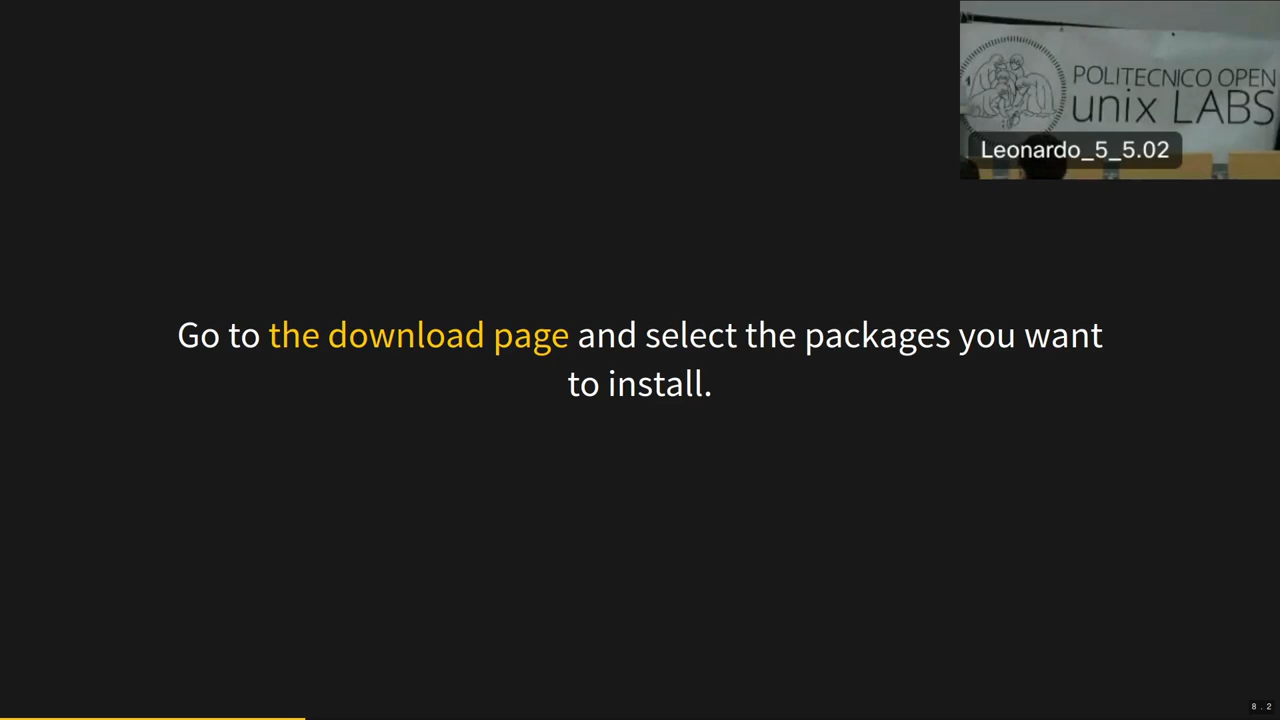 POLITECNICO OPEN
unix LABS
Leonardo_5_5.02
Go to the download page and select the packages you want
to install.
8.2